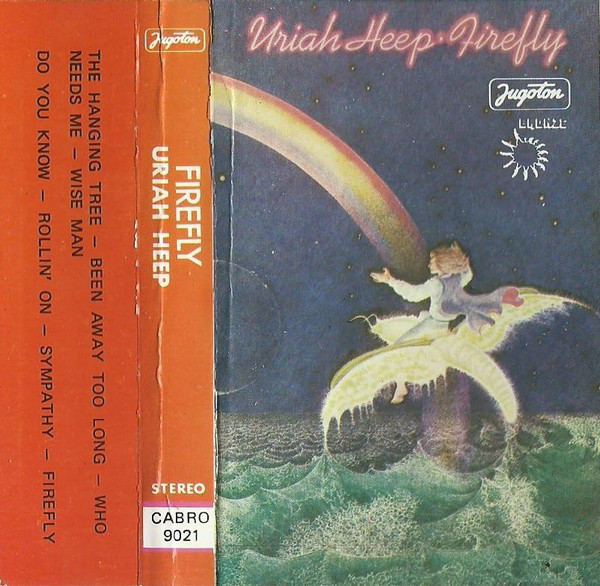 THE HANGING TREE – BEEN AWAY TOO LONG – WHO
NEEDS ME – WISE MAN
DO YOU KNOW – ROLLIN' ON – SYMPATHY – FIREFLY
Jugoton
FIREFLY
URIAH HEEP
STEREO
CABRO
9021
Uriah Heep • Firefly
Jugoton
BRONZE